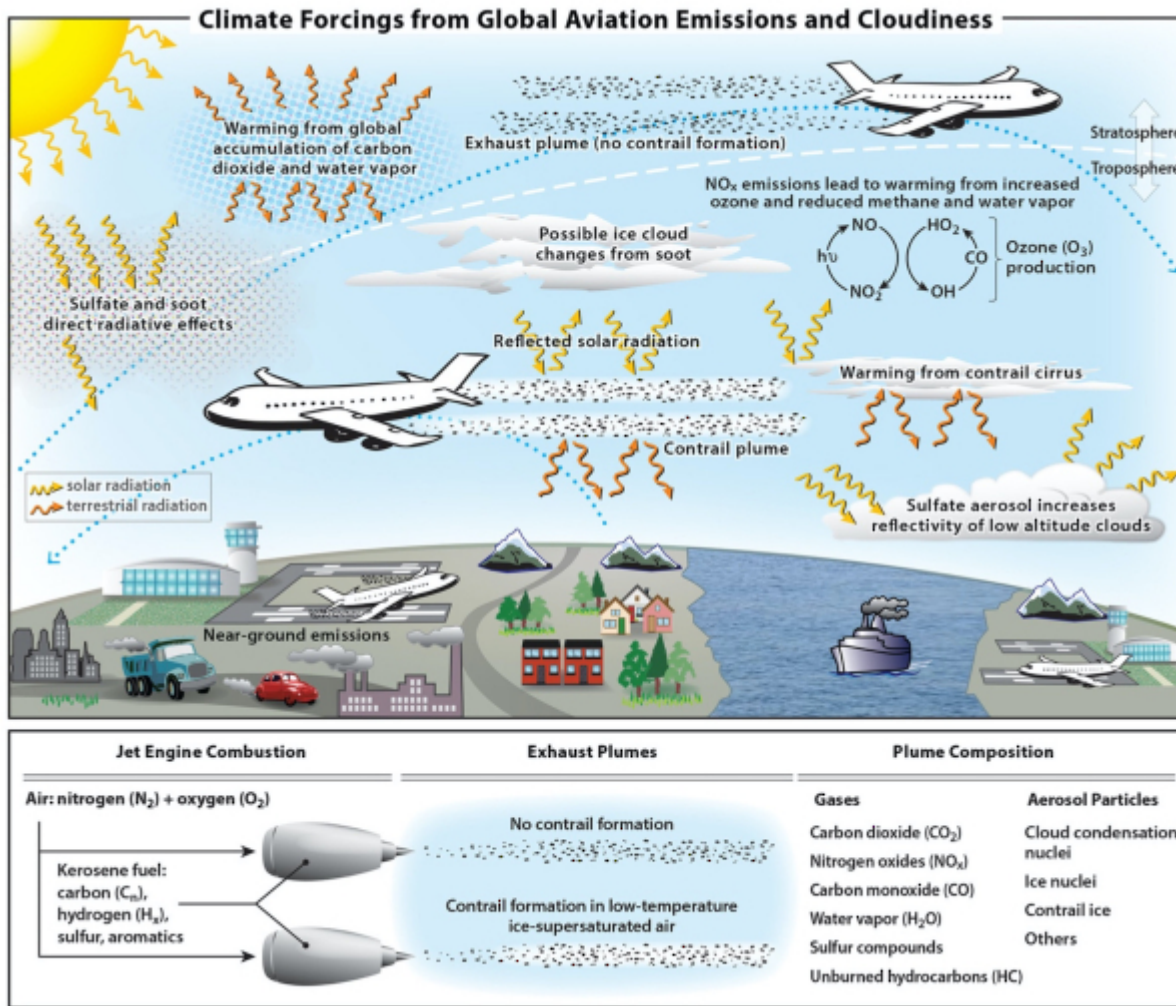 Climate Forcings from Global Aviation Emissions and Cloudiness
Warming from global
accumulation of carbon
dioxide and water vapor
Exhaust plume (no contrail formation)
Stratosphere
Troposphere
NOₓ emissions lead to warming from increased
ozone and reduced methane and water vapor
NO
HO₂
hυ
CO
NO₂
OH
Ozone (O₃)
production
Possible ice cloud
changes from soot
Sulfate and soot
direct radiative effects
Reflected solar radiation
Warming from contrail cirrus
Contrail plume
solar radiation
terrestrial radiation
Sulfate aerosol increases
reflectivity of low altitude clouds
Near-ground emissions
Jet Engine Combustion
Air: nitrogen (N₂) + oxygen (O₂)
Kerosene fuel:
carbon (Cₙ),
hydrogen (Hₓ),
sulfur, aromatics
Exhaust Plumes
No contrail formation
Contrail formation in low-temperature
ice-supersaturated air
Plume Composition
Gases
Carbon dioxide (CO₂)
Nitrogen oxides (NOₓ)
Carbon monoxide (CO)
Water vapor (H₂O)
Sulfur compounds
Unburned hydrocarbons (HC)
Aerosol Particles
Cloud condensation
nuclei
Ice nuclei
Contrail ice
Others